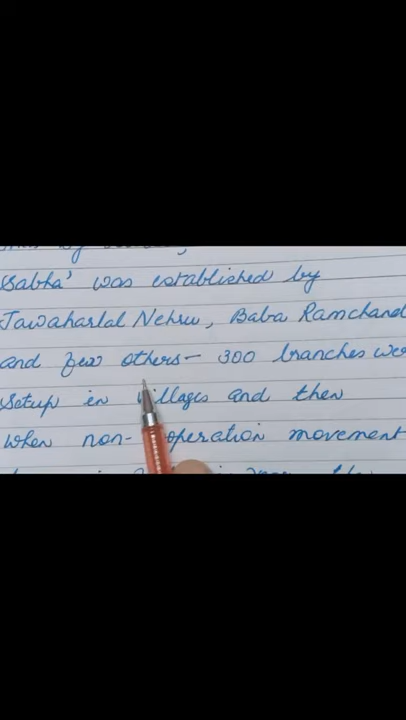 Sabha' was established by
Jawaharlal Nehru, Baba Ramchand
and few others- 300 branches we
Setup in villages and then
when non- operation movement